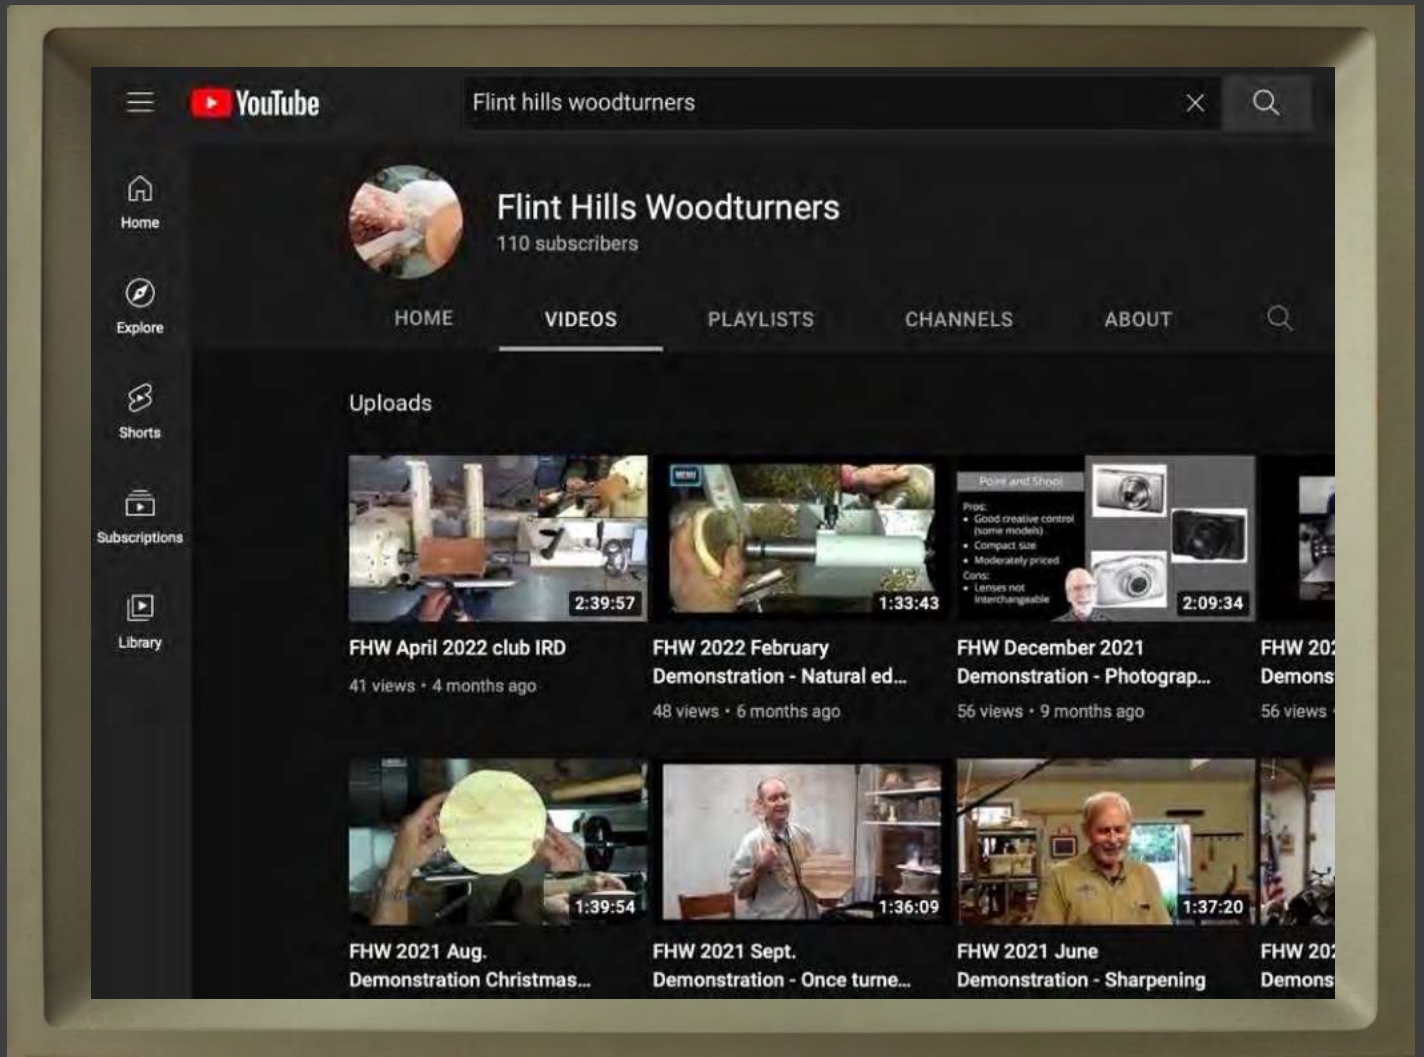 YouTube
Flint hills woodturners
Home
Explore
Shorts
Subscriptions
Library
Flint Hills Woodturners
110 subscribers
HOME VIDEOS PLAYLISTS CHANNELS ABOUT
Uploads
2:39:57
FHW April 2022 club IRD
41 views • 4 months ago
MENU
1:33:43
FHW 2022 February
Demonstration - Natural ed...
48 views • 6 months ago
Point and Shoot
Pros:
• Good creative control
(some models)
• Compact size
• Moderately priced
Cons:
• Lenses not
interchangeable
2:09:34
FHW December 2021
Demonstration - Photograp...
56 views • 9 months ago
FHW 202
Demons
56 views •
1:39:54
FHW 2021 Aug.
Demonstration Christmas...
1:36:09
FHW 2021 Sept.
Demonstration - Once turne...
1:37:20
FHW 2021 June
Demonstration - Sharpening
FHW 202
Demons